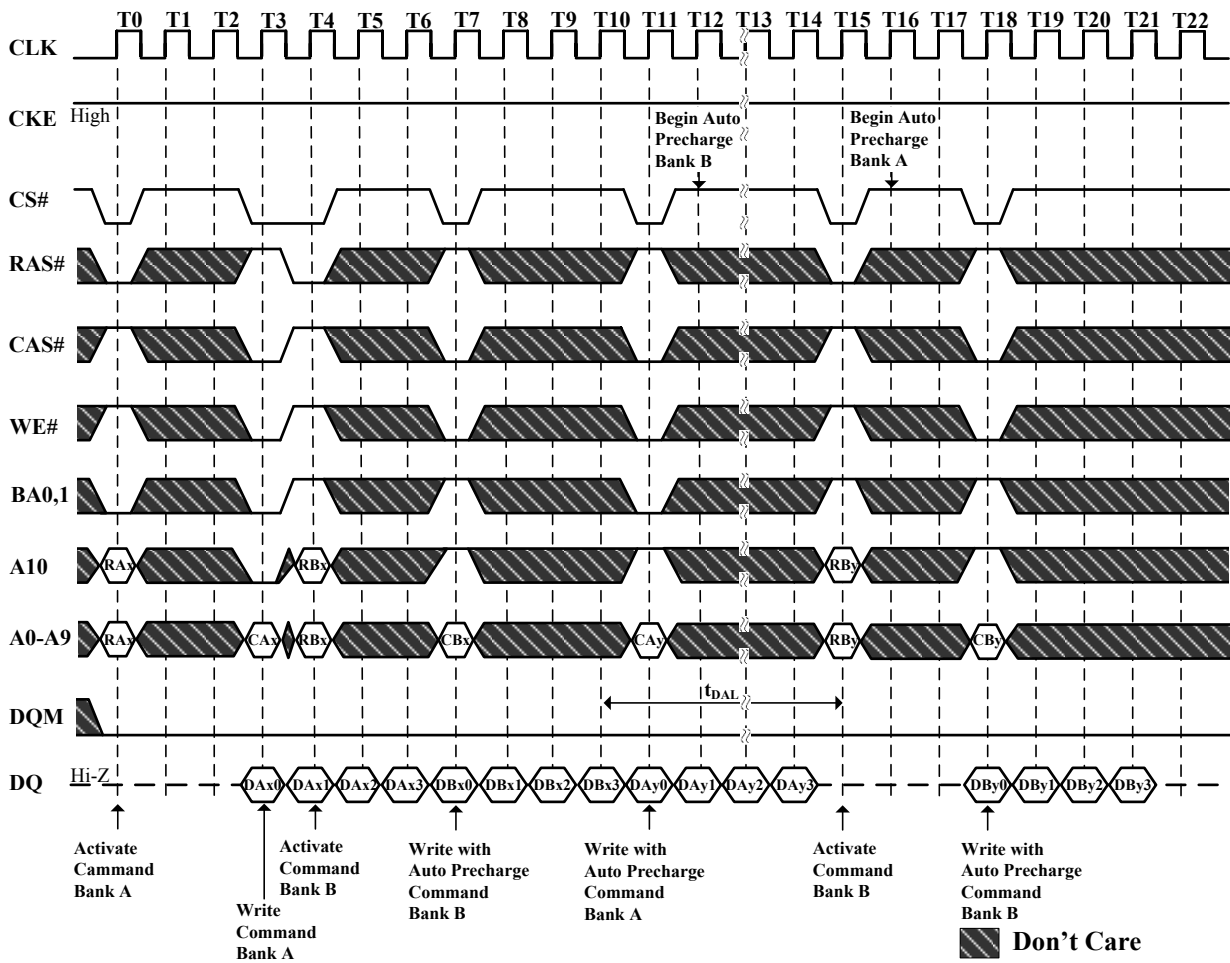 T0 T1 T2 T3 T4 T5 T6 T7 T8 T9 T10 T11 T12 T13 T14 T15 T16 T17 T18 T19 T20 T21 T22
CLK
CKE High
Begin Auto
Precharge
Bank B
Begin Auto
Precharge
Bank A
CS#
RAS#
CAS#
WE#
BA0,1
A10 RAx RBx RBy
A0-A9 RAx CAx RBx CBx CAy RBy CBy
tDAL
DQM
DQ Hi-Z DAx0 DAx1 DAx2 DAx3 DBx0 DBx1 DBx2 DBx3 DAy0 DAy1 DAy2 DAy3 DBy0 DBy1 DBy2 DBy3
Activate
Cammand
Bank A
Write
Command
Bank A
Activate
Command
Bank B
Write with
Auto Precharge
Command
Bank B
Write with
Auto Precharge
Command
Bank A
Activate
Command
Bank B
Write with
Auto Precharge
Command
Bank B
Don't Care